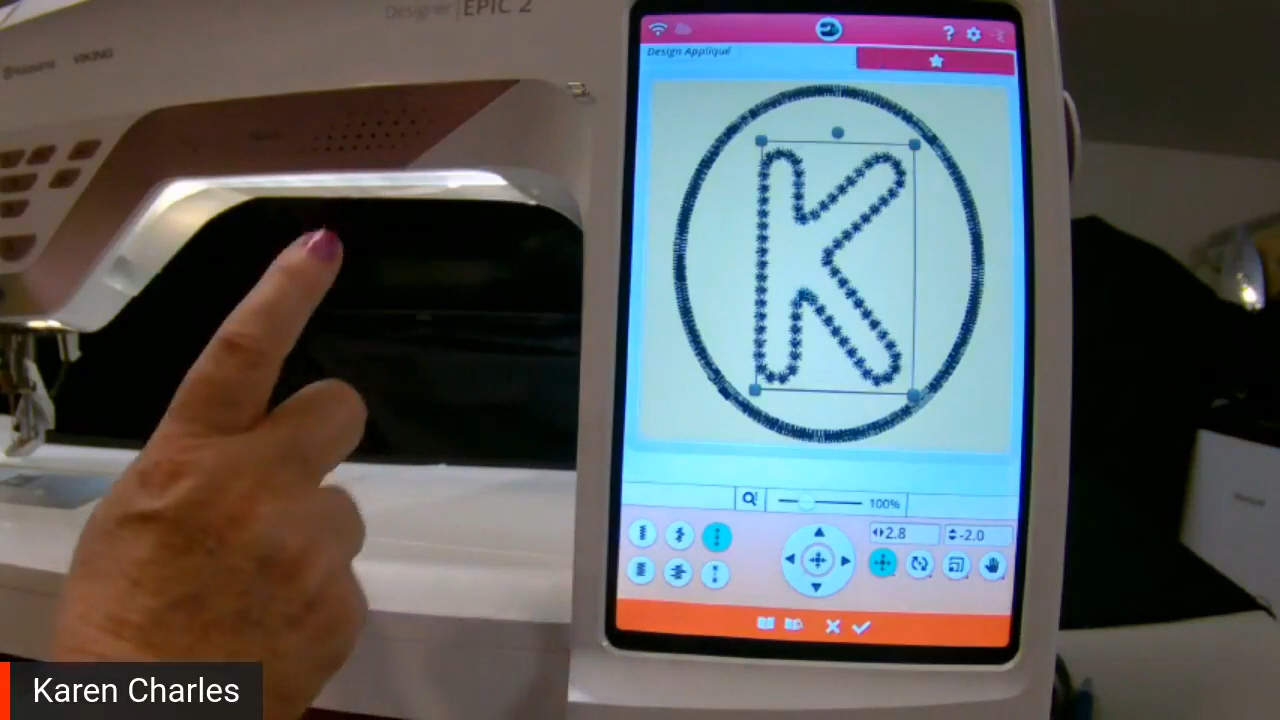 Designer EPIC 2
Husqvarna VIKING
?
Design Appliqué
K
100%
2.8
-2.0
Karen Charles